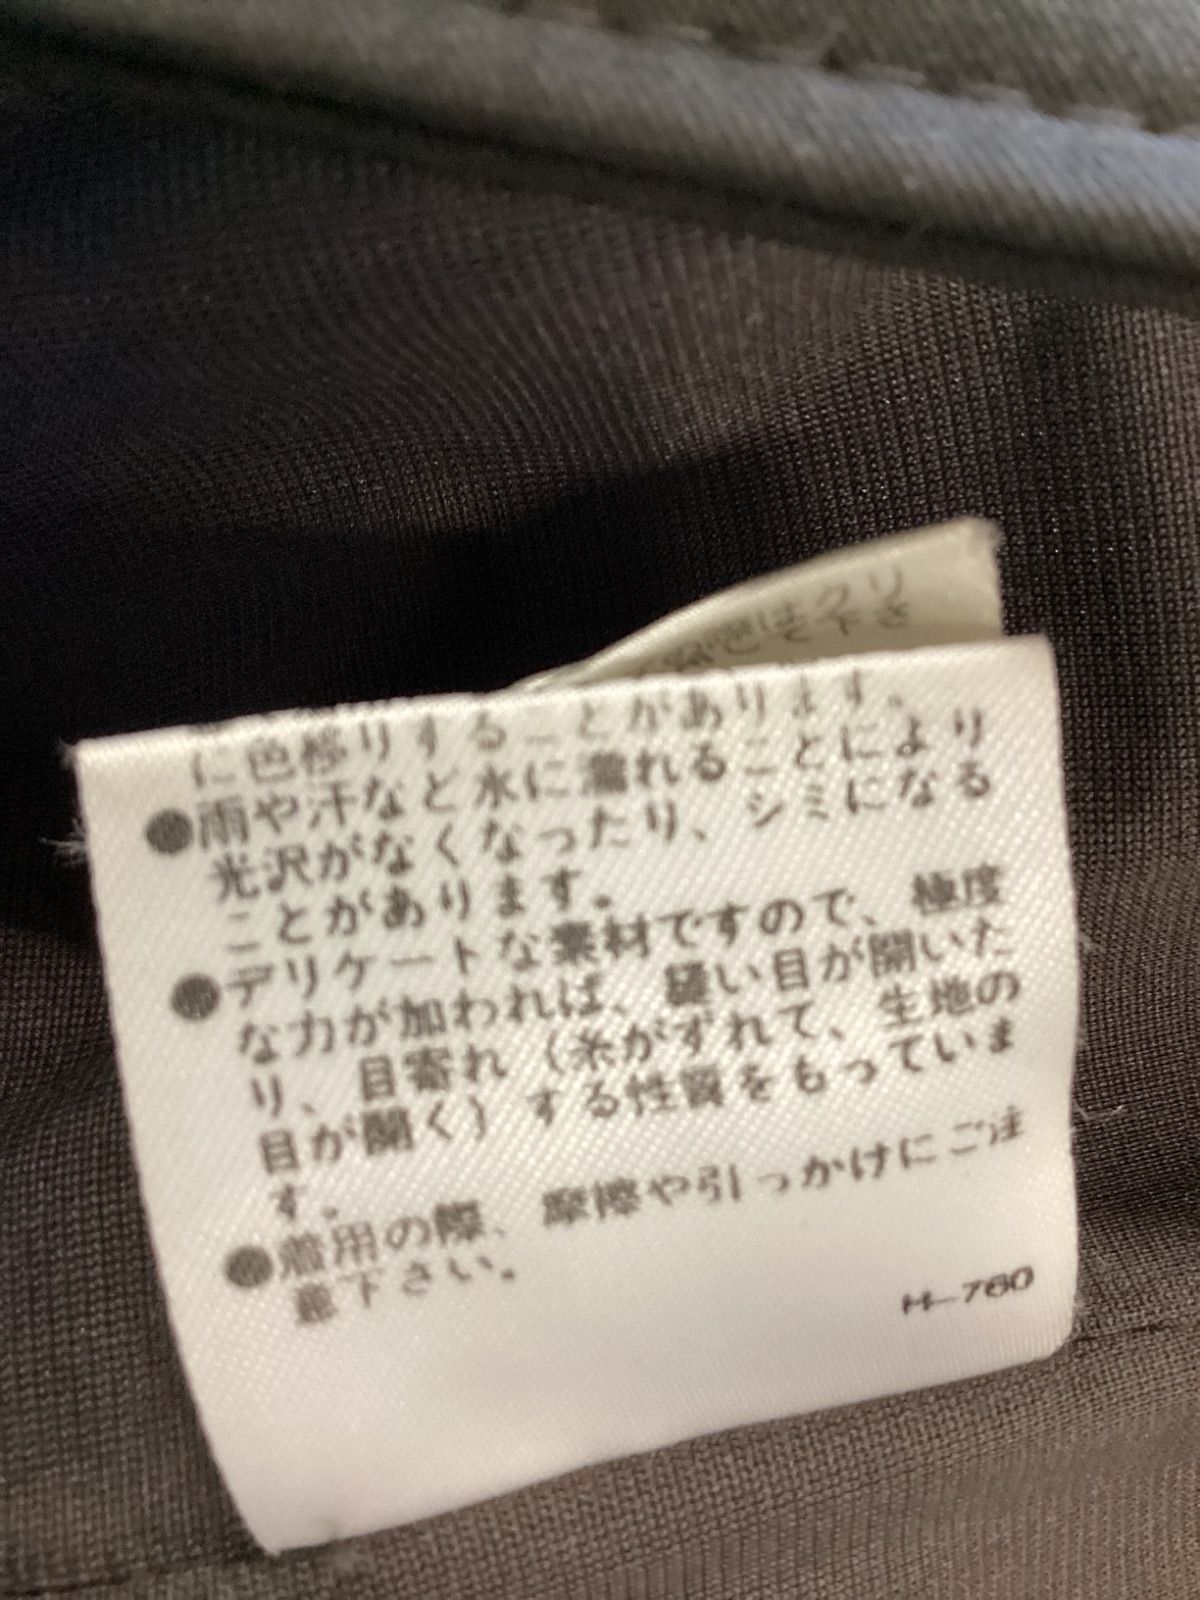 に色移りすることがあります。
●雨や汗など水に濡れることにより
光沢がなくなったり、シミになる
ことがあります。
●デリケートな素材ですので、極度
な力が加われば、縫い目が開いた
り、目寄れ（糸がずれて、生地の
目が開く）する性質をもっていま
す。
●着用の際、摩擦や引っかけにご注
意下さい。
H-760